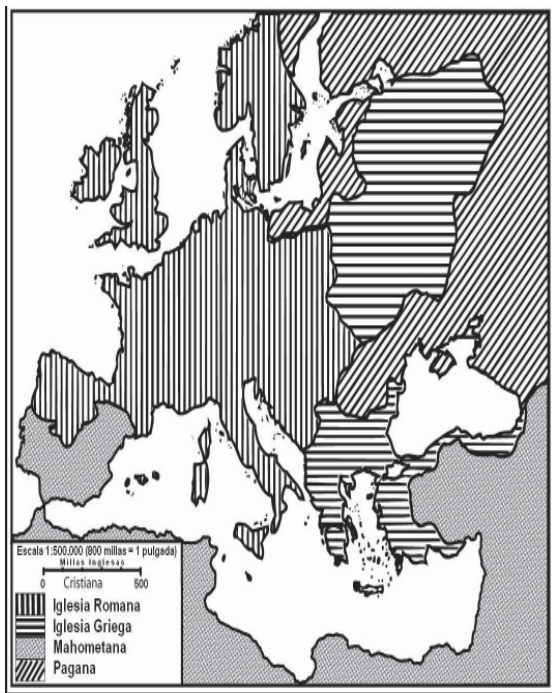 Escala 1:500,000 (800 millas = 1 pulgada)
Millas Inglesas
0 500
Cristiana
Iglesia Romana
Iglesia Griega
Mahometana
Pagana